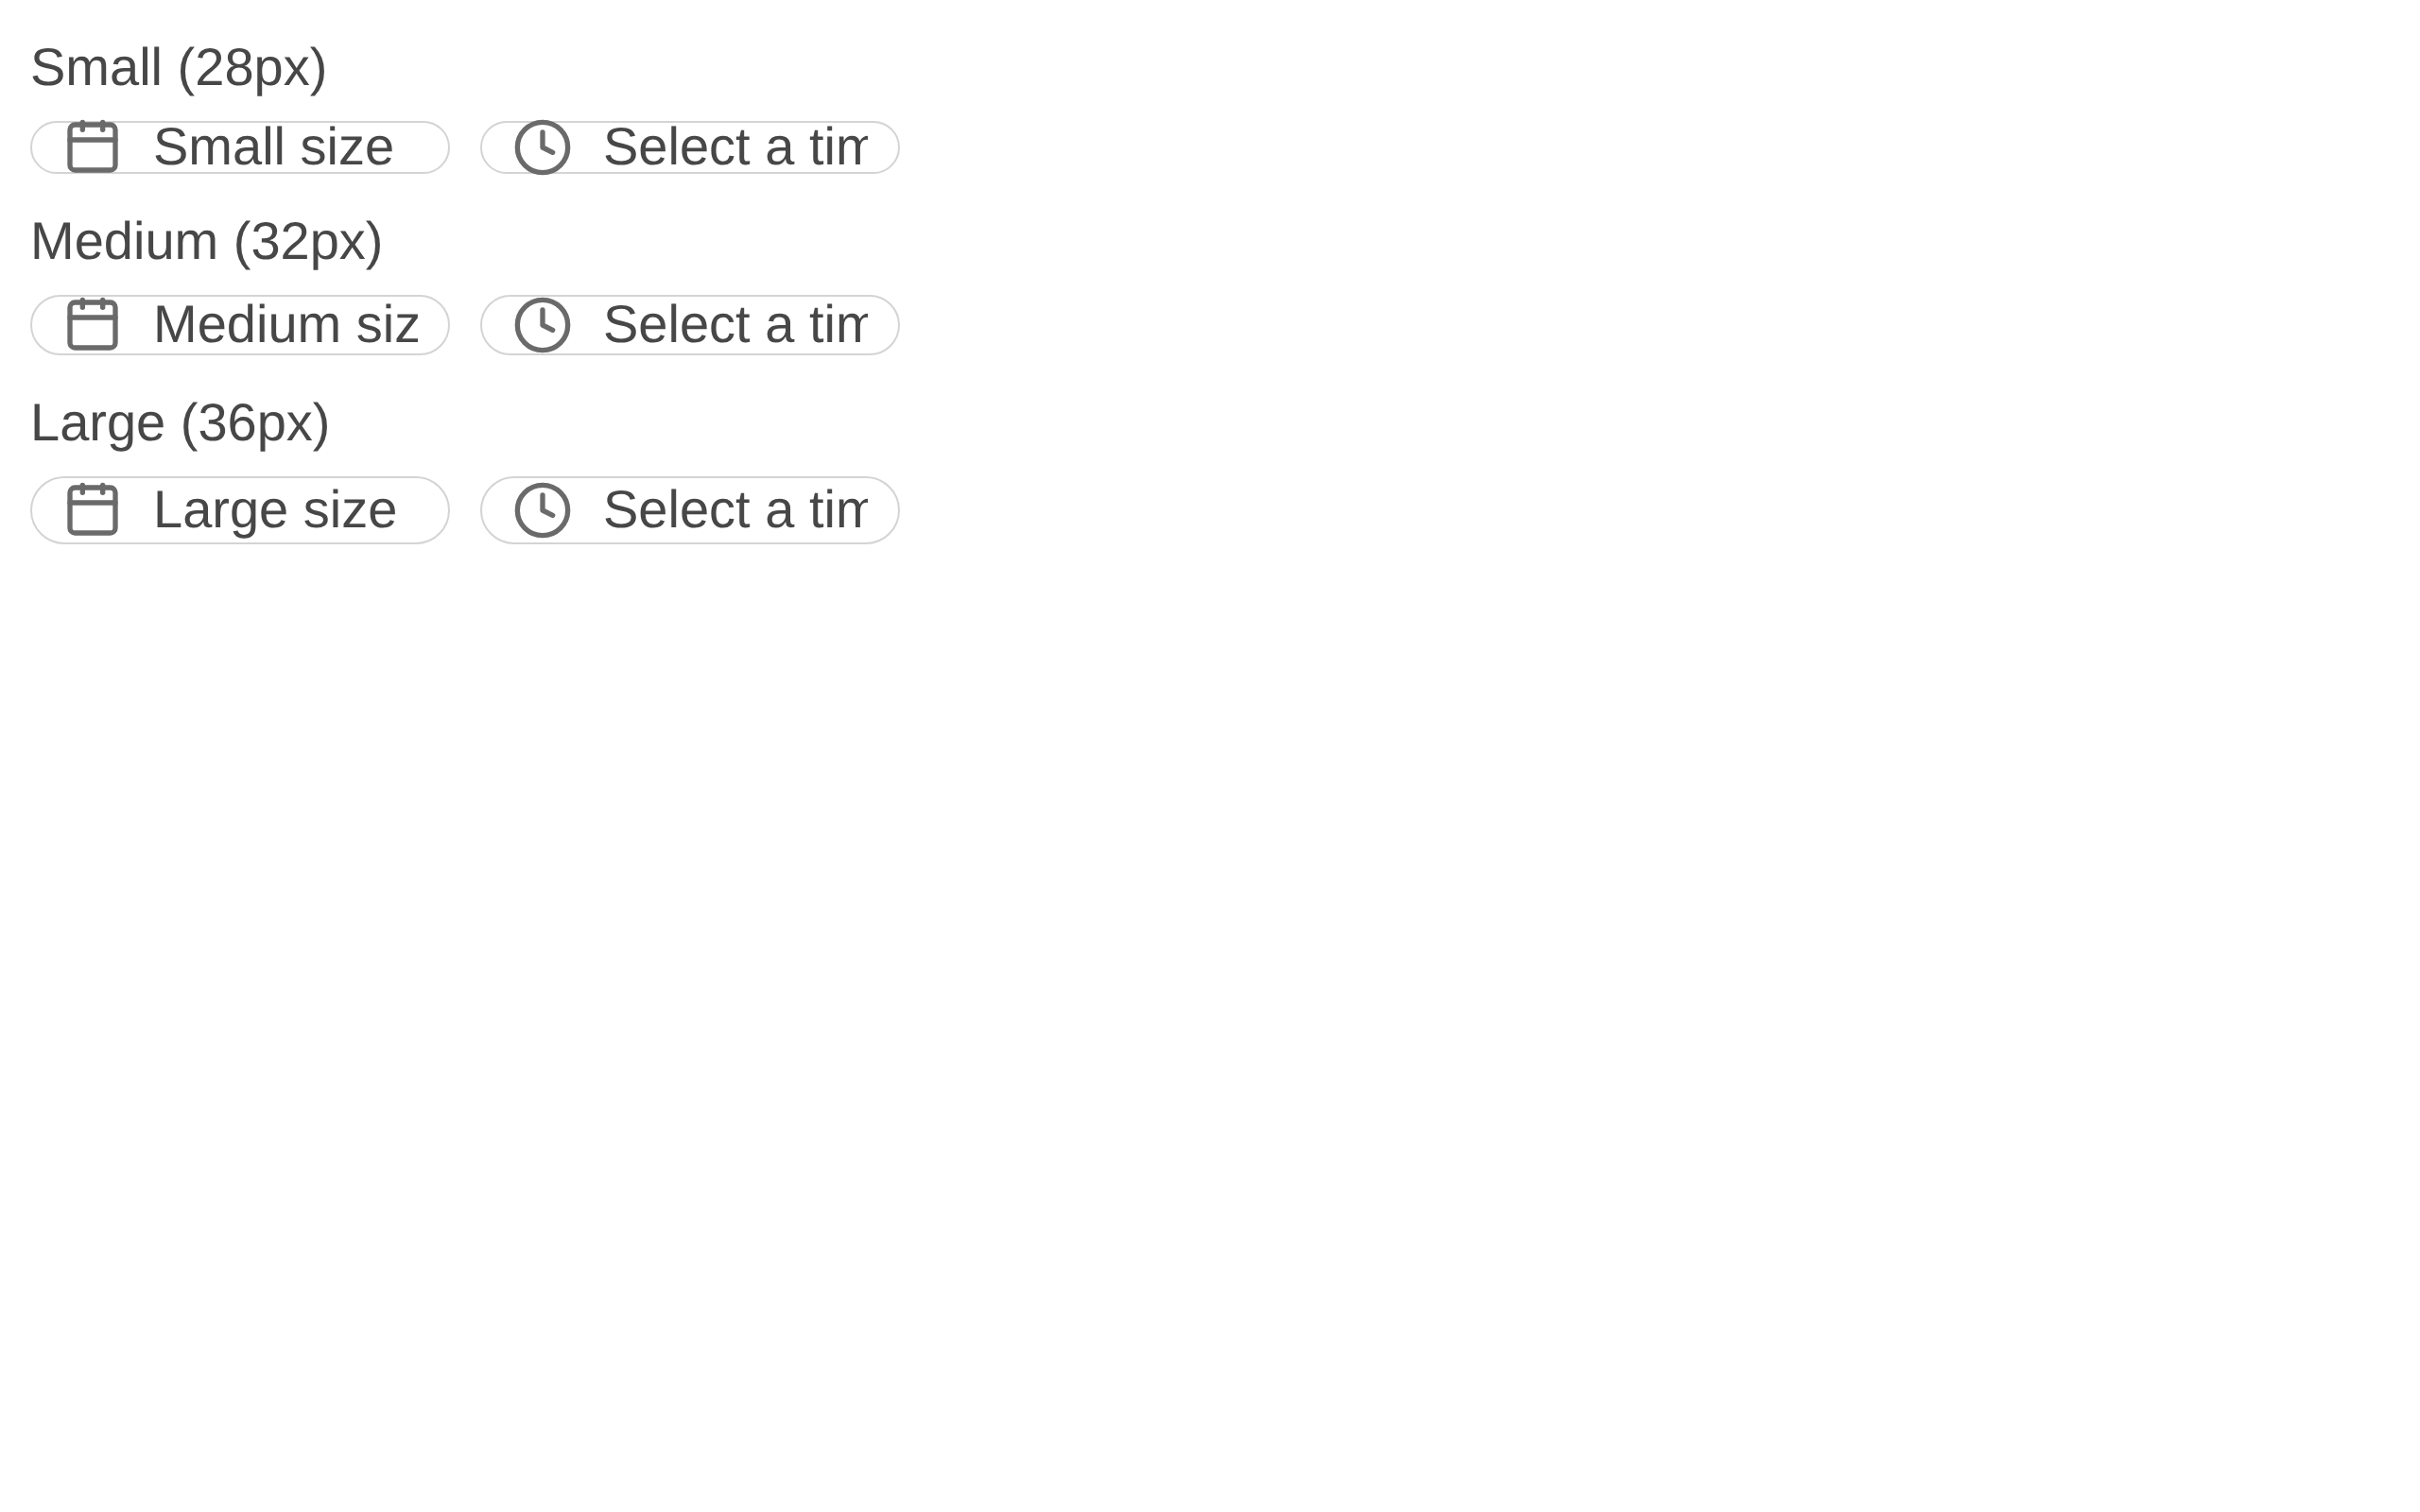 Small (28px)
Small size Select a tim
Medium (32px)
Medium siz Select a tim
Large (36px)
Large size Select a tim